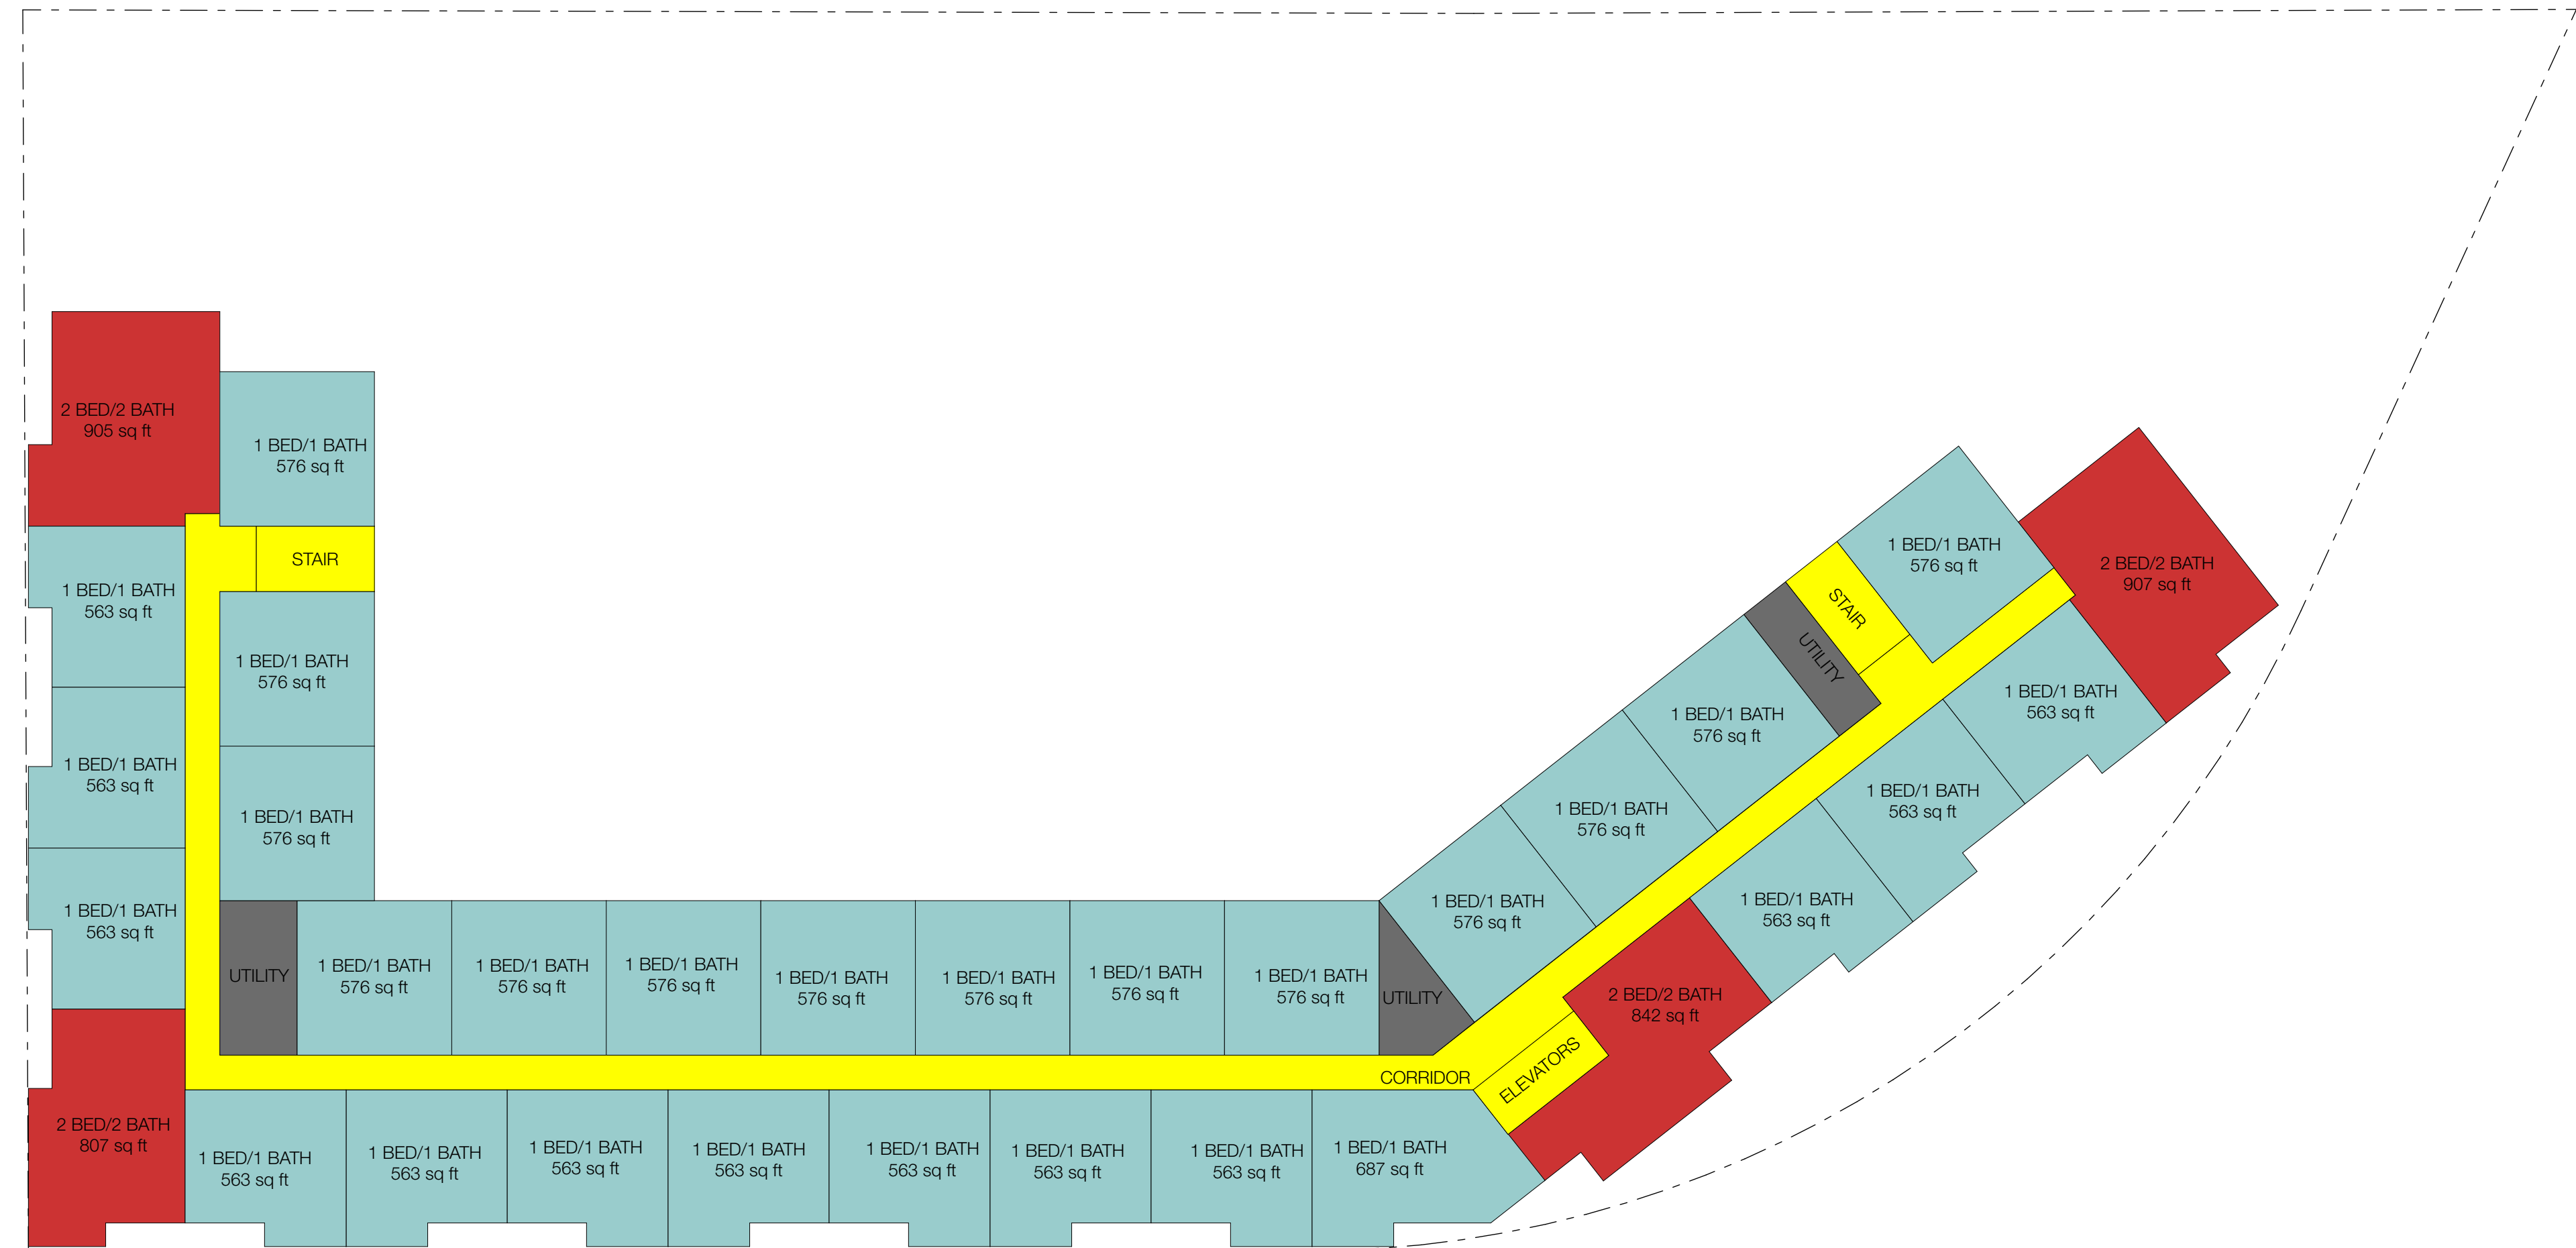 2 BED/2 BATH
905 sq ft
1 BED/1 BATH
576 sq ft
STAIR
1 BED/1 BATH
563 sq ft
1 BED/1 BATH
576 sq ft
1 BED/1 BATH
563 sq ft
1 BED/1 BATH
576 sq ft
1 BED/1 BATH
563 sq ft
2 BED/2 BATH
807 sq ft
UTILITY
1 BED/1 BATH
576 sq ft
1 BED/1 BATH
576 sq ft
1 BED/1 BATH
576 sq ft
1 BED/1 BATH
576 sq ft
1 BED/1 BATH
576 sq ft
1 BED/1 BATH
576 sq ft
1 BED/1 BATH
576 sq ft
UTILITY
CORRIDOR
1 BED/1 BATH
563 sq ft
1 BED/1 BATH
563 sq ft
1 BED/1 BATH
563 sq ft
1 BED/1 BATH
563 sq ft
1 BED/1 BATH
563 sq ft
1 BED/1 BATH
563 sq ft
1 BED/1 BATH
563 sq ft
1 BED/1 BATH
687 sq ft
ELEVATORS
1 BED/1 BATH
576 sq ft
1 BED/1 BATH
576 sq ft
1 BED/1 BATH
576 sq ft
UTILITY
STAIR
1 BED/1 BATH
576 sq ft
2 BED/2 BATH
907 sq ft
1 BED/1 BATH
563 sq ft
1 BED/1 BATH
563 sq ft
1 BED/1 BATH
563 sq ft
2 BED/2 BATH
842 sq ft